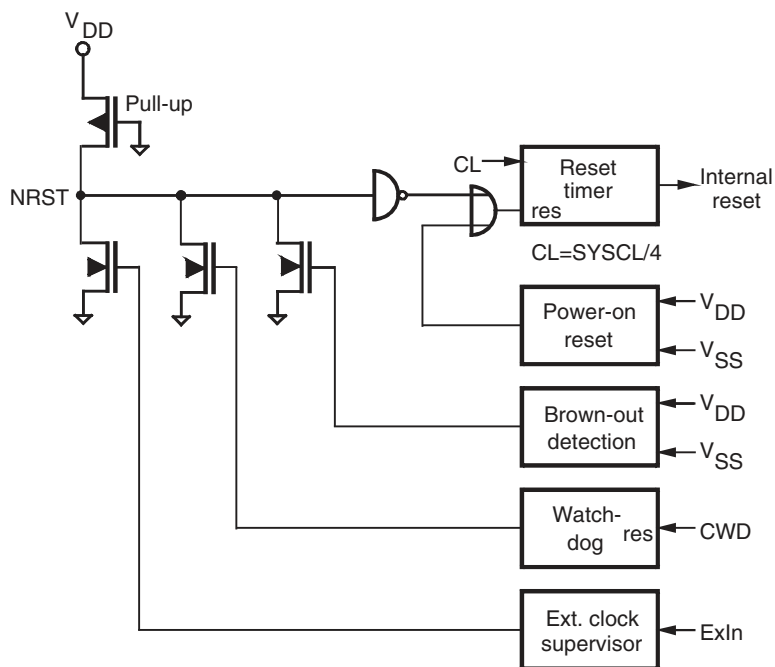 VDD
Pull-up
NRST
CL
Reset
timer
res
Internal
reset
CL=SYSCL/4
Power-on
reset
VDD
VSS
Brown-out
detection
VDD
VSS
Watch-
dog
res
CWD
Ext. clock
supervisor
ExIn